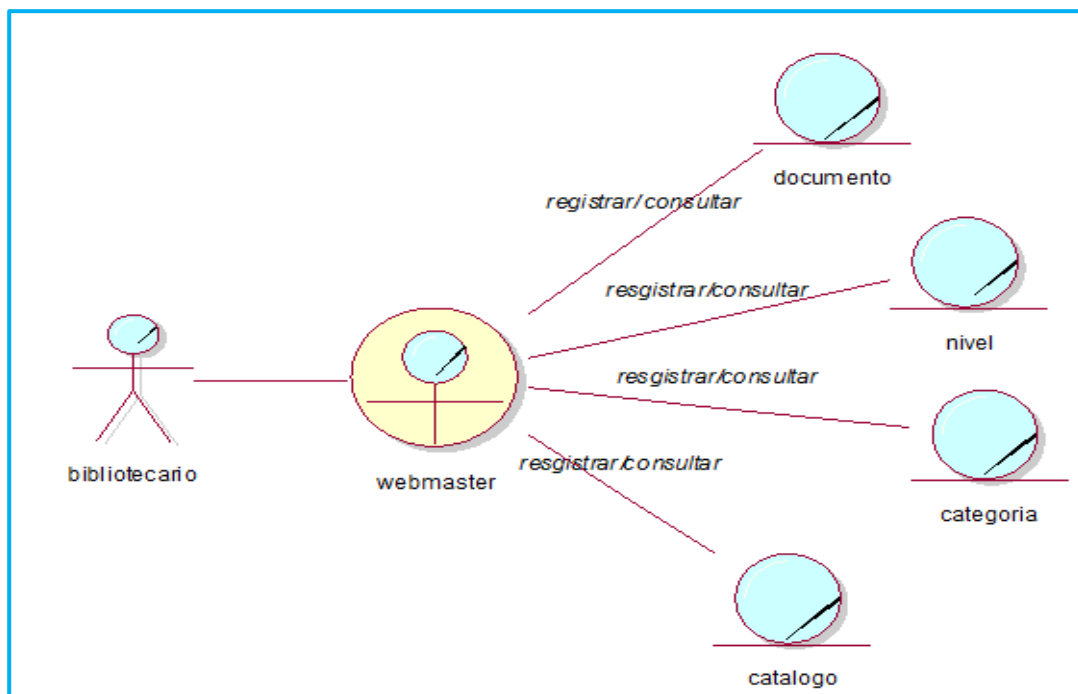 documento
registrar/consultar
resgistrar/consultar
nivel
resgistrar/consultar
bibliotecario
webmaster
resgistrar/consultar
categoria
catalogo